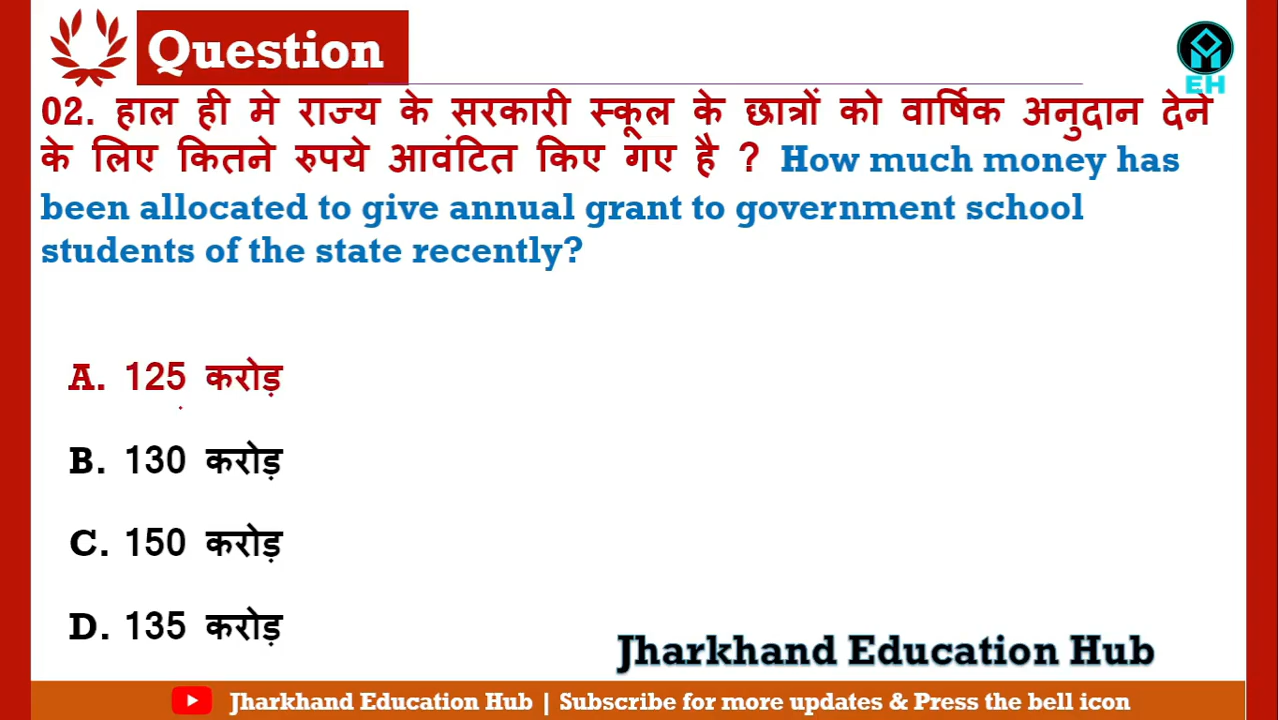 Question
EH
02. हाल ही मे राज्य के सरकारी स्कूल के छात्रों को वार्षिक अनुदान देने
के लिए कितने रुपये आवंटित किए गए है ? How much money has
been allocated to give annual grant to government school
students of the state recently?
A. 125 करोड़
B. 130 करोड़
C. 150 करोड़
D. 135 करोड़
Jharkhand Education Hub
Jharkhand Education Hub | Subscribe for more updates & Press the bell icon